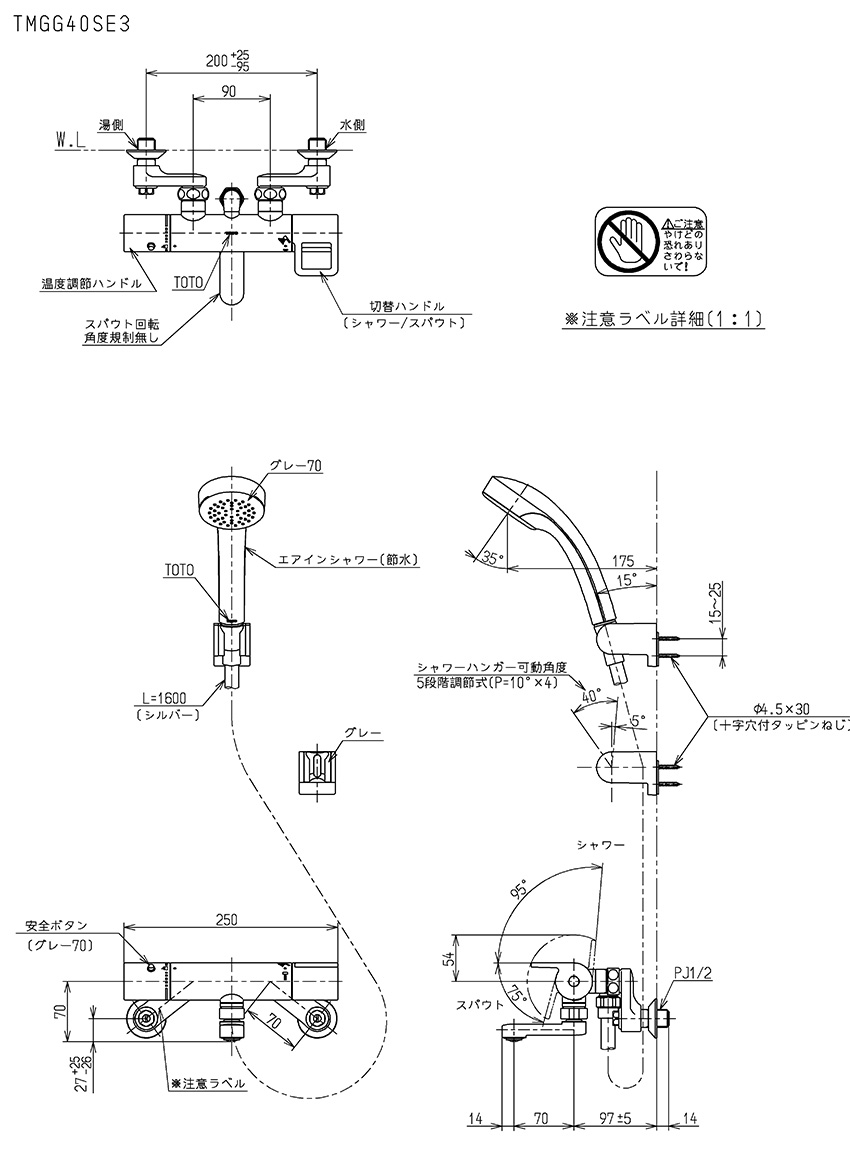 TMGG40SE3
200 +25 -95
90
湯側
水側
W.L
温度調節ハンドル
TOTO
切替ハンドル
(シャワー/スパウト)
スパウト回転
角度規制無し
⚠ご注意
やけどの
恐れあり
さわらな
いで!
※注意ラベル詳細(1:1)
グレー70
エアインシャワー(節水)
TOTO
L=1600
(シルバー)
グレー
35°
175
15°
15~25
シャワーハンガー可動角度
5段階調節式(P=10°×4)
40°
5°
φ4.5×30
(十字穴付タッピンねじ)
シャワー
95°
54
75°
スパウト
PJ1/2
14
70
97±5
14
安全ボタン
(グレー70)
250
70
27 +25 -26
70
※注意ラベル